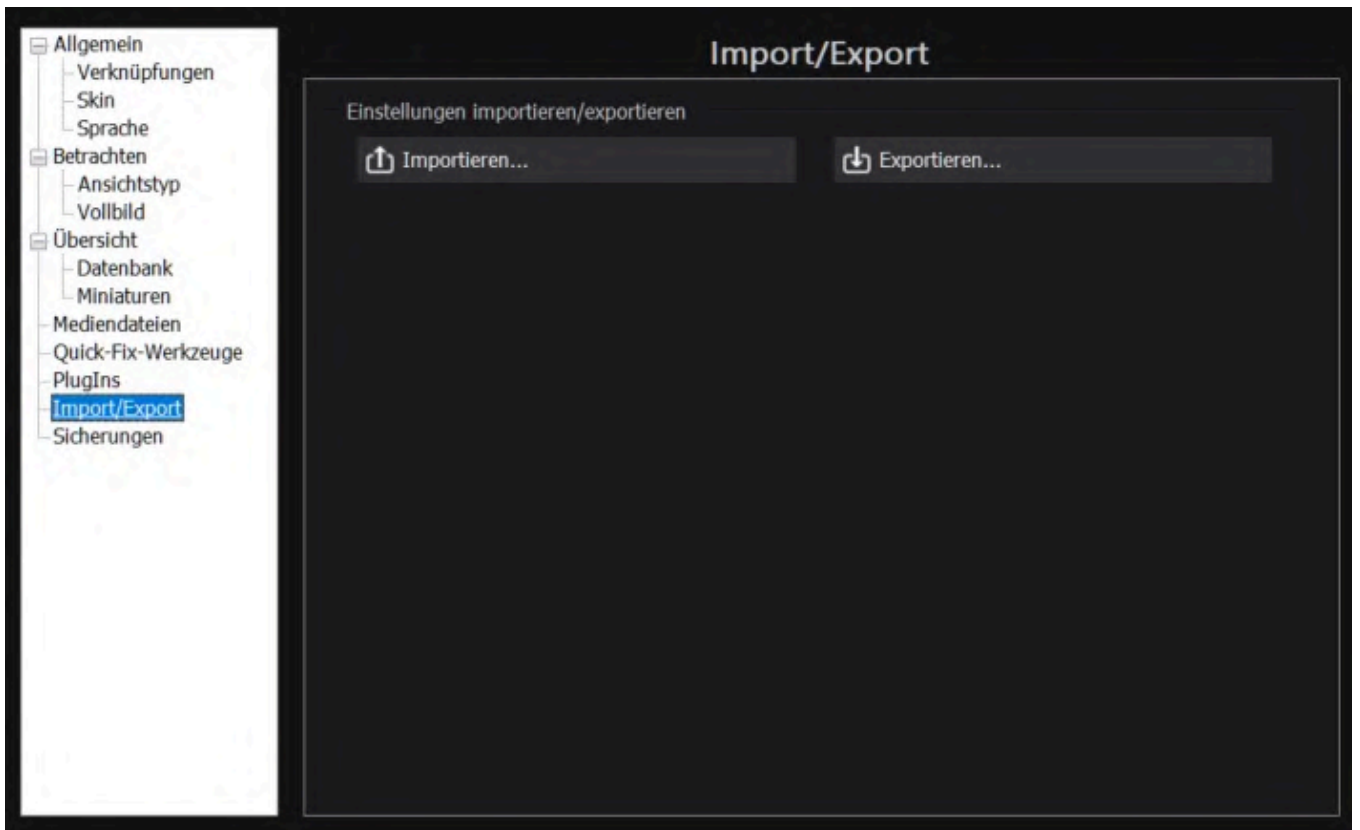 Allgemein
Verknüpfungen
Skin
Sprache
Betrachten
Ansichtstyp
Vollbild
Übersicht
Datenbank
Miniaturen
Mediendateien
Quick-Fix-Werkzeuge
PlugIns
Import/Export
Sicherungen
Import/Export
Einstellungen importieren/exportieren
Importieren...
Exportieren...